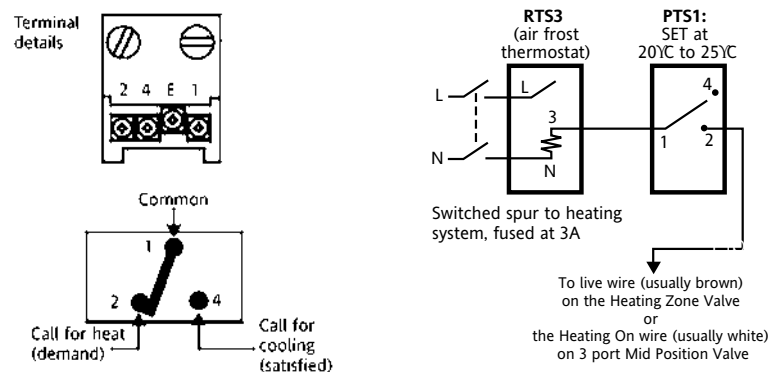 Terminal
details
2 4 E 1
Common
1
2
4
Call for heat
(demand)
Call for
cooling
(satisfied)
RTS3
(air frost
thermostat)
PTS1:
SET at
20ϒC to 25ϒC
L
L
3
N
N
4
1
2
Switched spur to heating
system, fused at 3A
To live wire (usually brown)
on the Heating Zone Valve
or
the Heating On wire (usually white)
on 3 port Mid Position Valve